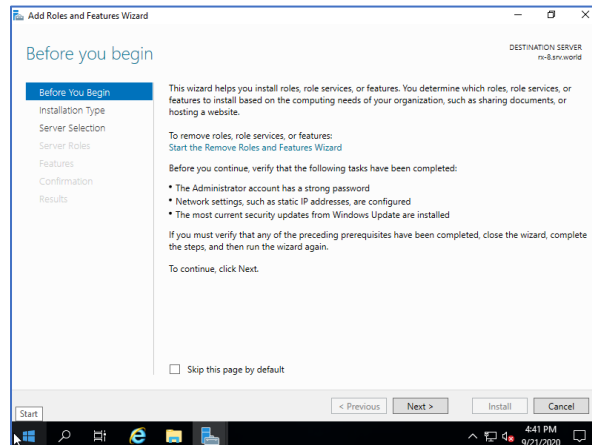 Add Roles and Features Wizard
Before you begin
DESTINATION SERVER
rx-8.srv.world
Before You Begin
Installation Type
Server Selection
Server Roles
Features
Confirmation
Results
This wizard helps you install roles, role services, or features. You determine which roles, role services, or
features to install based on the computing needs of your organization, such as sharing documents, or
hosting a website.
To remove roles, role services, or features:
Start the Remove Roles and Features Wizard
Before you continue, verify that the following tasks have been completed:
• The Administrator account has a strong password
• Network settings, such as static IP addresses, are configured
• The most current security updates from Windows Update are installed
If you must verify that any of the preceding prerequisites have been completed, close the wizard, complete
the steps, and then run the wizard again.
To continue, click Next.
Skip this page by default
< Previous Next > Install Cancel
Start
4:41 PM
9/21/2020